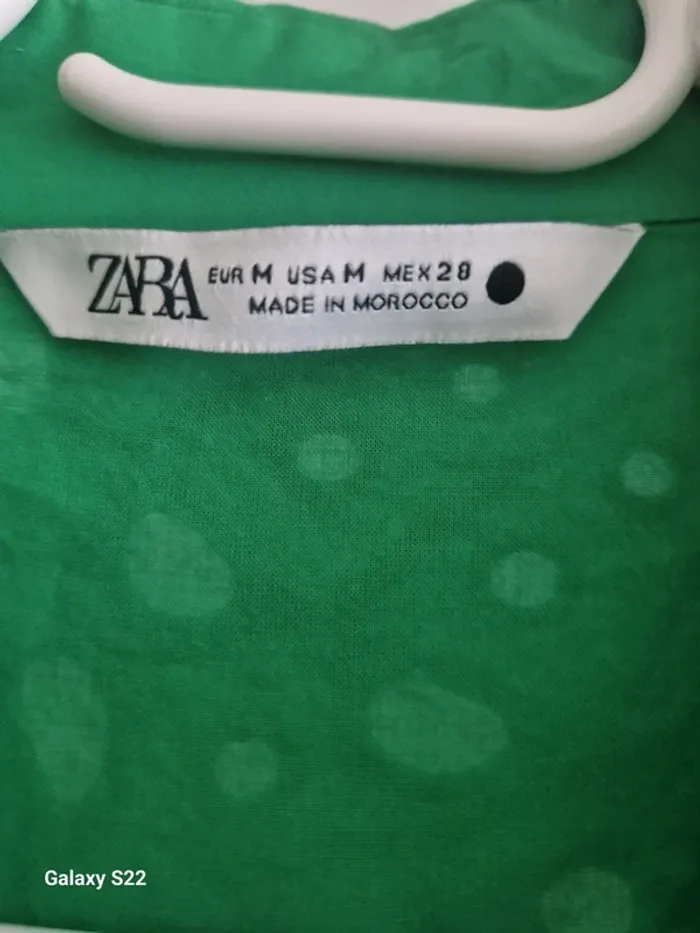 ZARA EUR M USA M MEX 28
MADE IN MOROCCO
Galaxy S22